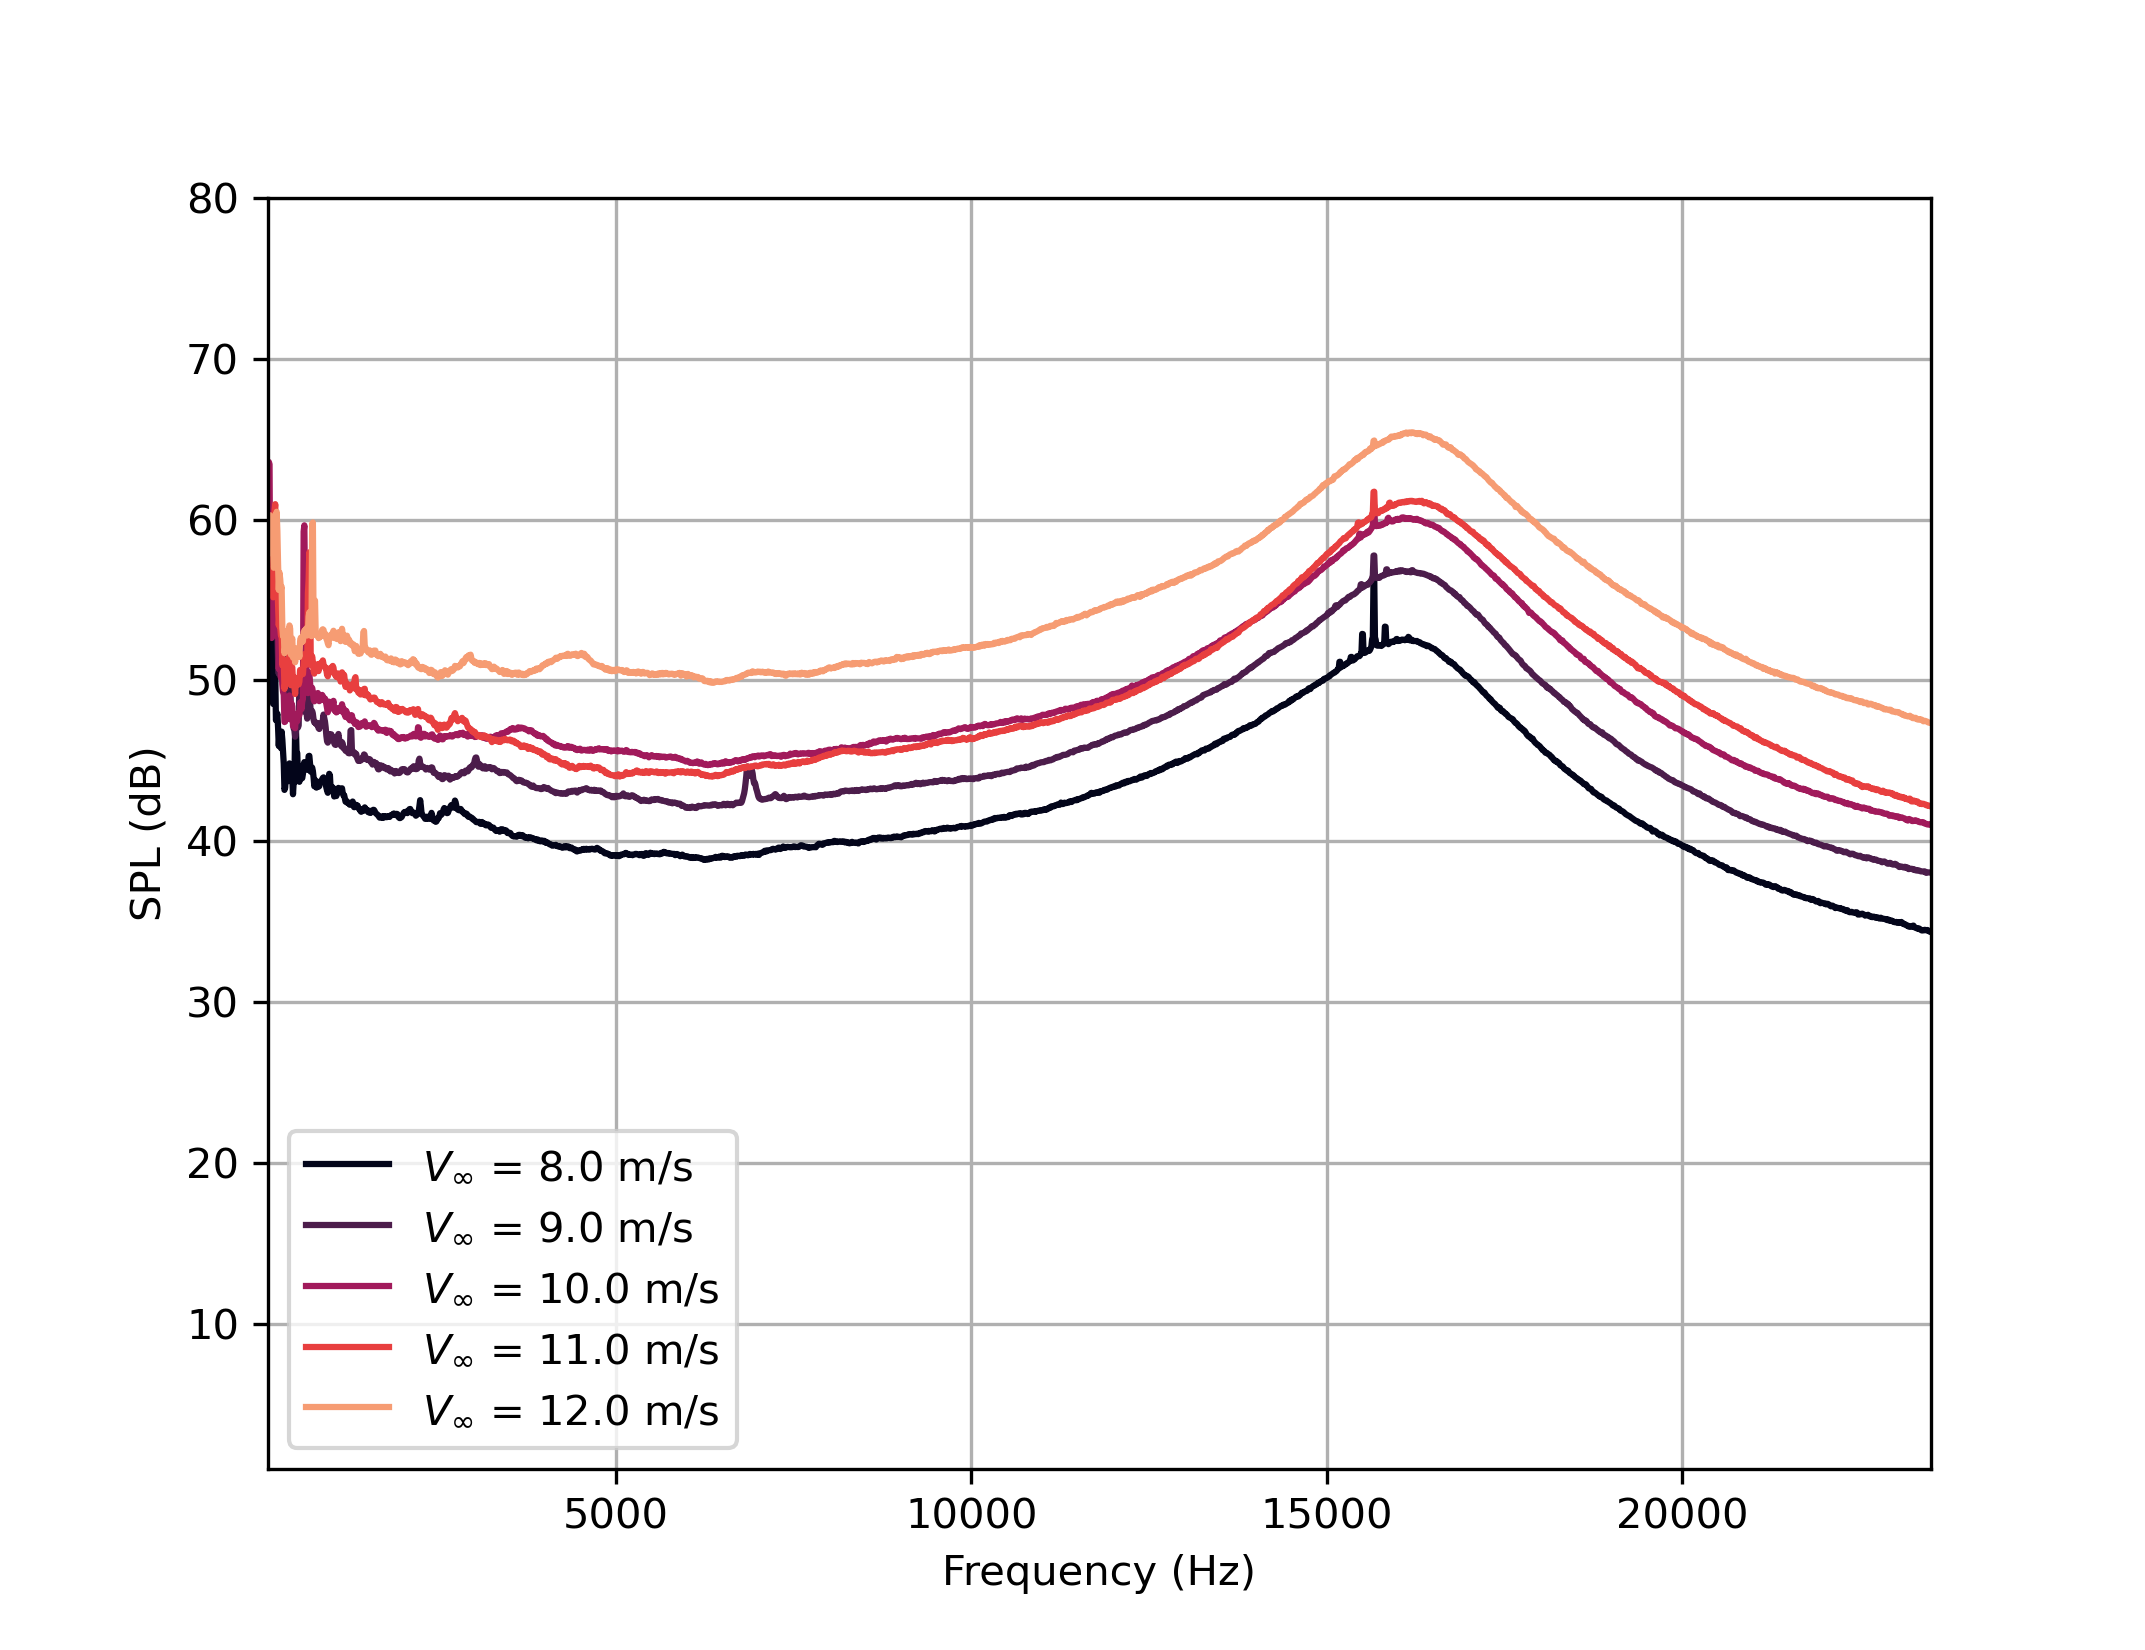 80
70
60
50
40
30
20
10
SPL (dB)
V∞ = 8.0 m/s
V∞ = 9.0 m/s
V∞ = 10.0 m/s
V∞ = 11.0 m/s
V∞ = 12.0 m/s
5000 10000 15000 20000
Frequency (Hz)